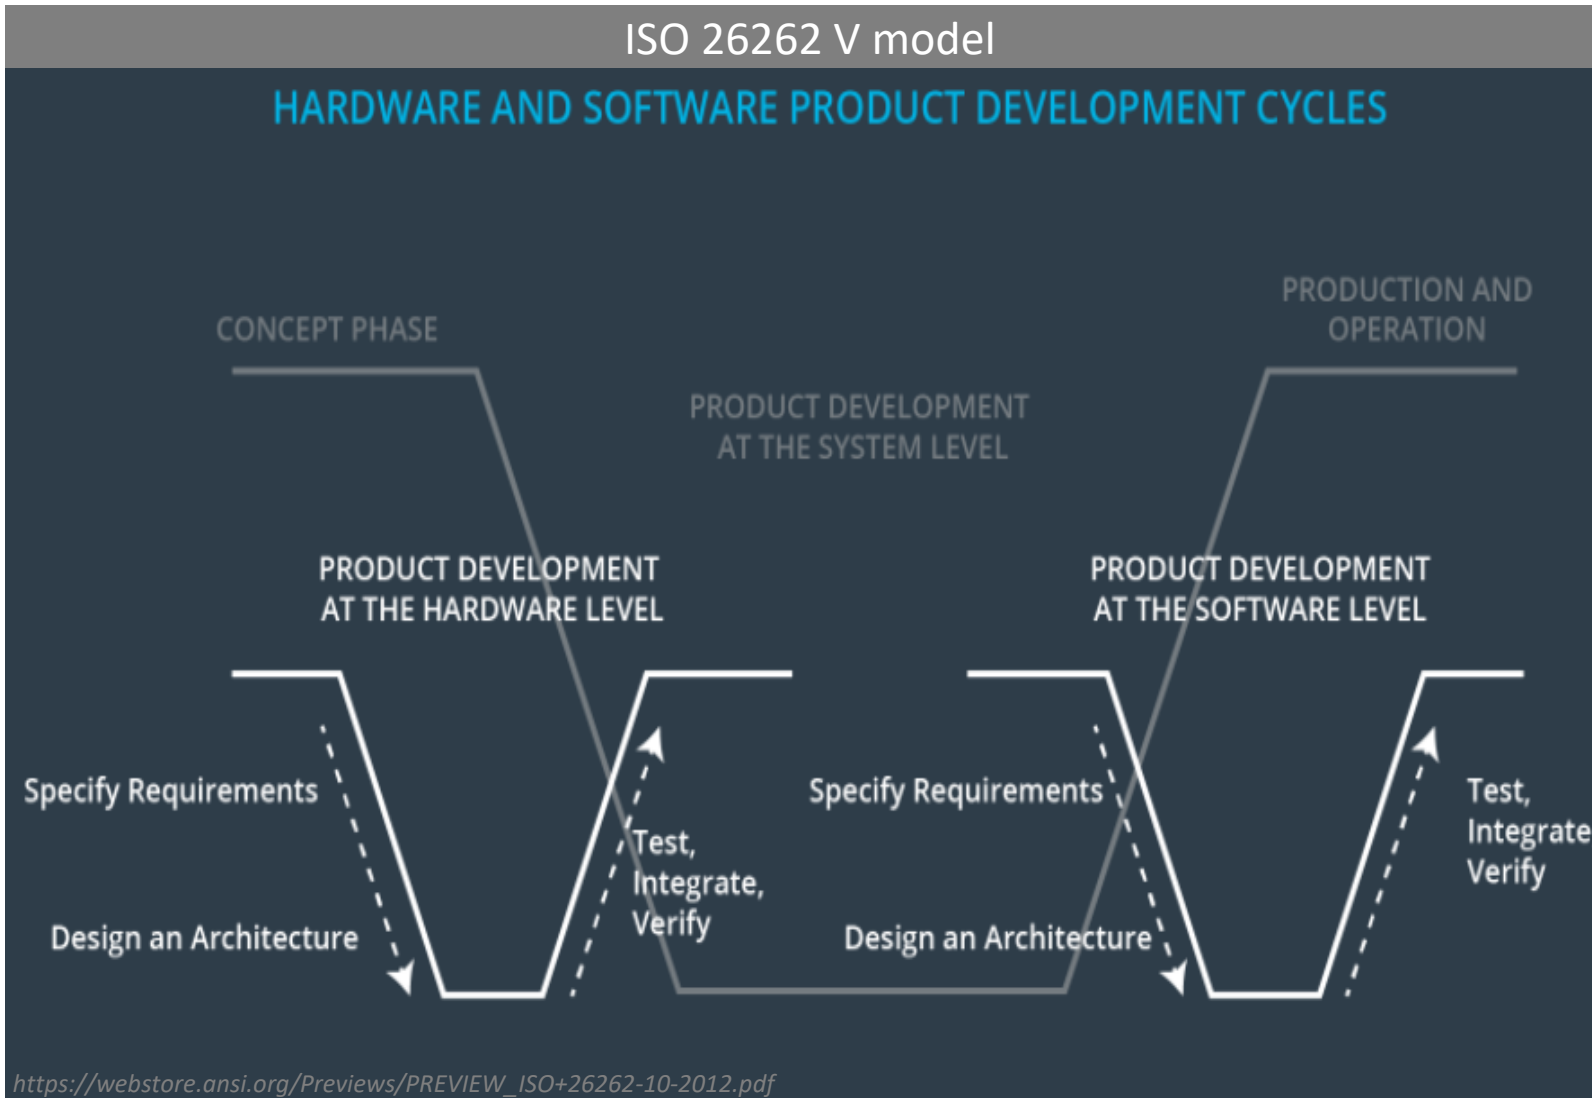 ISO 26262 V model
HARDWARE AND SOFTWARE PRODUCT DEVELOPMENT CYCLES
CONCEPT PHASE
PRODUCTION AND
OPERATION
PRODUCT DEVELOPMENT
AT THE SYSTEM LEVEL
PRODUCT DEVELOPMENT
AT THE HARDWARE LEVEL
Specify Requirements
Design an Architecture
Test,
Integrate,
Verify
PRODUCT DEVELOPMENT
AT THE SOFTWARE LEVEL
Specify Requirements
Design an Architecture
Test,
Integrate
Verify
https://webstore.ansi.org/Previews/PREVIEW_ISO+26262-10-2012.pdf